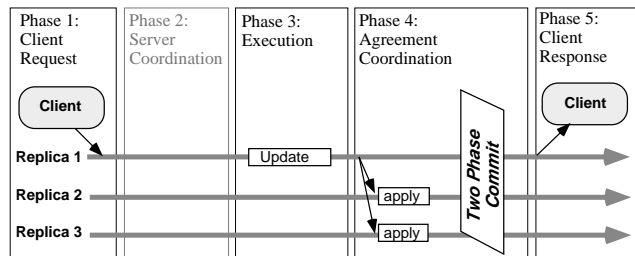 Phase 1:
Client
Request
Phase 2:
Server
Coordination
Phase 3:
Execution
Phase 4:
Agreement
Coordination
Phase 5:
Client
Response
Client
Client
Replica 1
Update
Replica 2
apply
Replica 3
apply
Two Phase
Commit